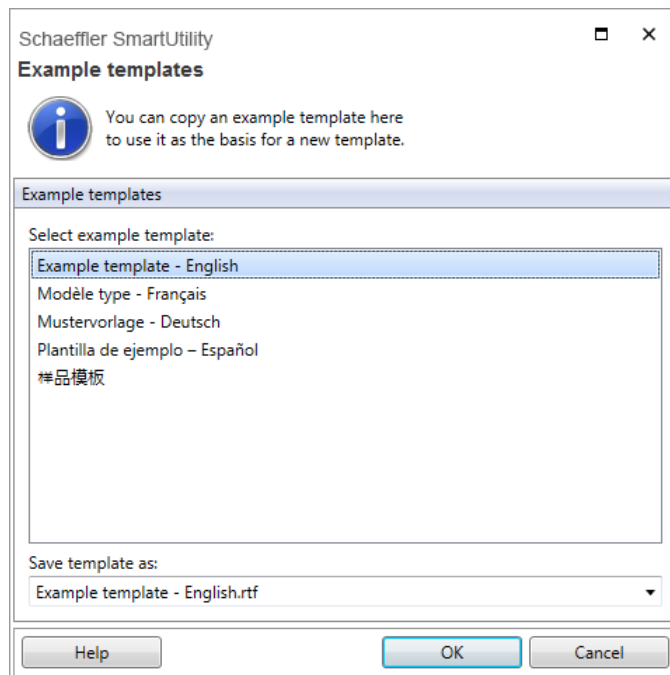 Schaeffler SmartUtility
Example templates
You can copy an example template here
to use it as the basis for a new template.
Example templates
Select example template:
Example template - English
Modèle type - Français
Mustervorlage - Deutsch
Plantilla de ejemplo – Español
样品模板
Save template as:
Example template - English.rtf
Help
OK
Cancel